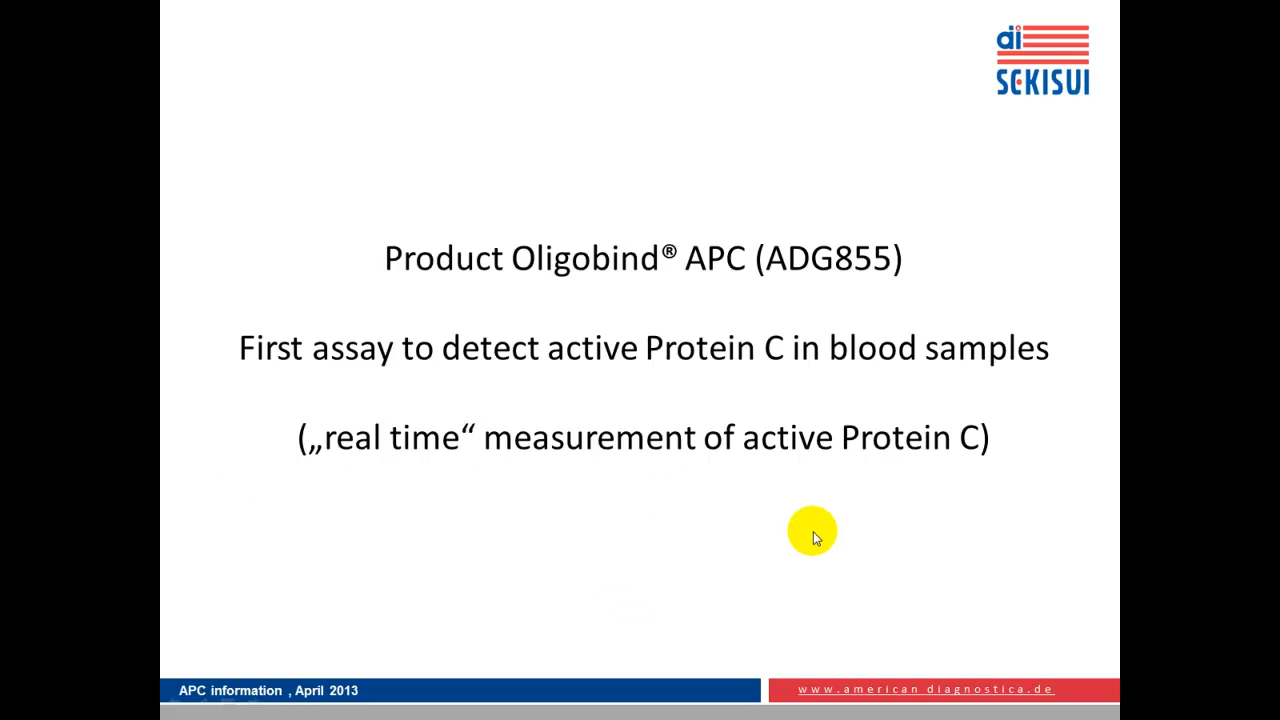 ai
SEKISUI
Product Oligobind® APC (ADG855)
First assay to detect active Protein C in blood samples
(„real time“ measurement of active Protein C)
APC information , April 2013
www.american diagnostica.de